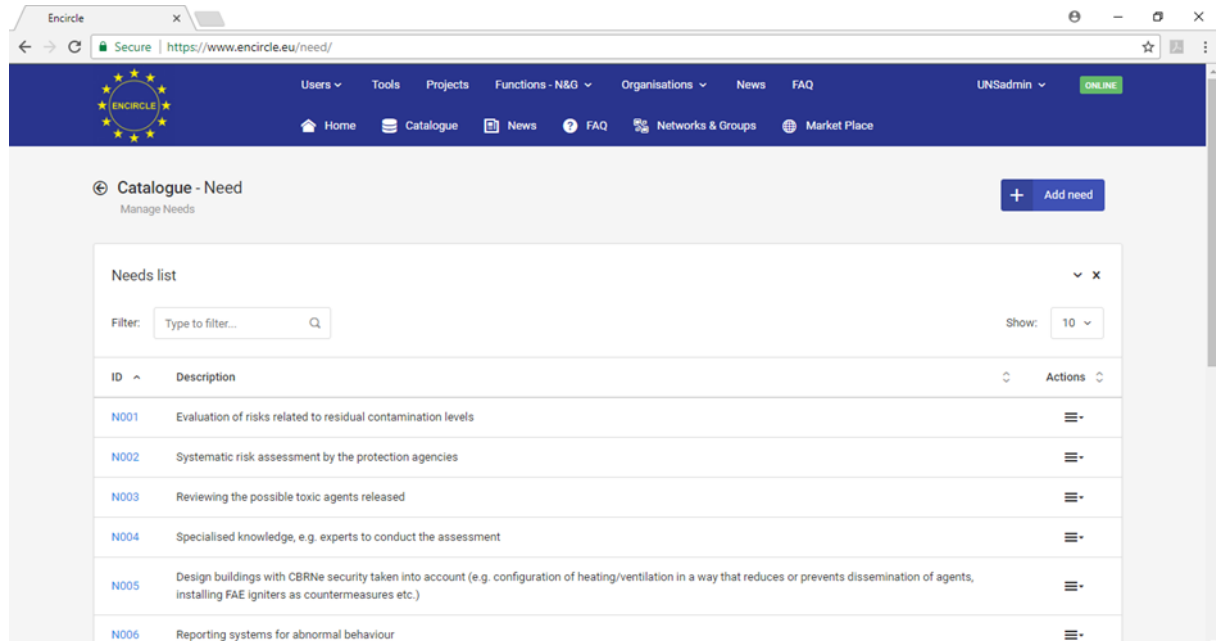 Encircle
Secure | https://www.encircle.eu/need/
ENCIRCLE
Users Tools Projects Functions - N&G Organisations News FAQ UNSadmin ONLINE
Home Catalogue News FAQ Networks & Groups Market Place
Catalogue - Need
Manage Needs
+ Add need
Needs list
Filter: Type to filter... Show: 10
ID Description Actions
N001 Evaluation of risks related to residual contamination levels
N002 Systematic risk assessment by the protection agencies
N003 Reviewing the possible toxic agents released
N004 Specialised knowledge, e.g. experts to conduct the assessment
N005 Design buildings with CBRNe security taken into account (e.g. configuration of heating/ventilation in a way that reduces or prevents dissemination of agents,
installing FAE igniters as countermeasures etc.)
N006 Reporting systems for abnormal behaviour